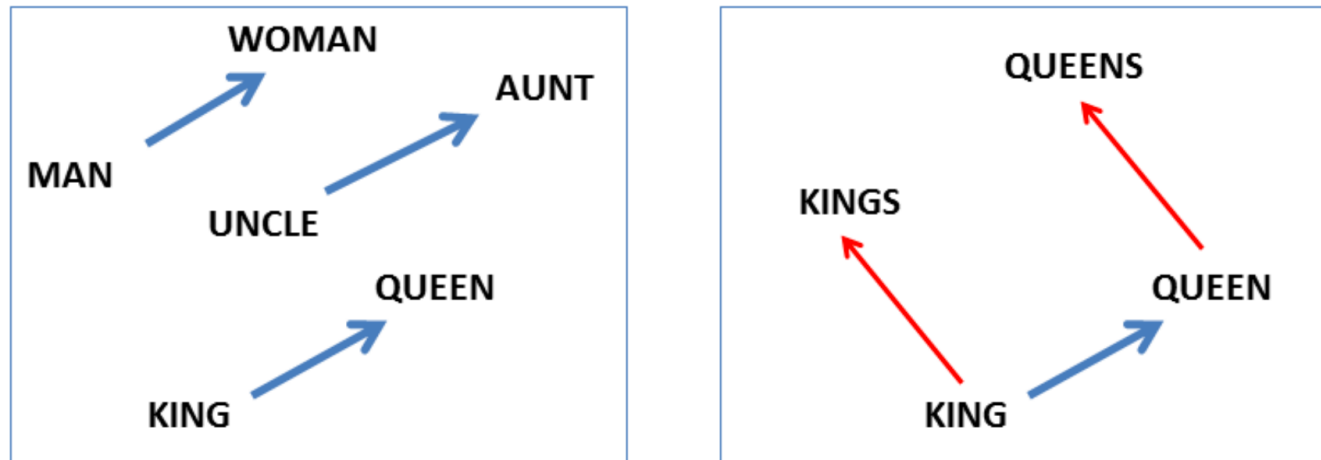 WOMAN
AUNT
MAN
UNCLE
QUEEN
KING
QUEENS
KINGS
QUEEN
KING